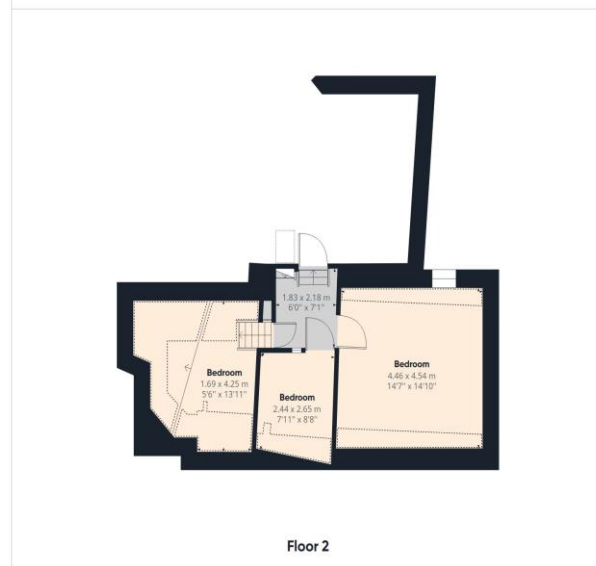 1.83 x 2.18 m
6'0" x 7'1"
Bedroom
1.69 x 4.25 m
5'6" x 13'11"
Bedroom
2.44 x 2.65 m
7'11" x 8'8"
Bedroom
4.46 x 4.54 m
14'7" x 14'10"
Floor 2